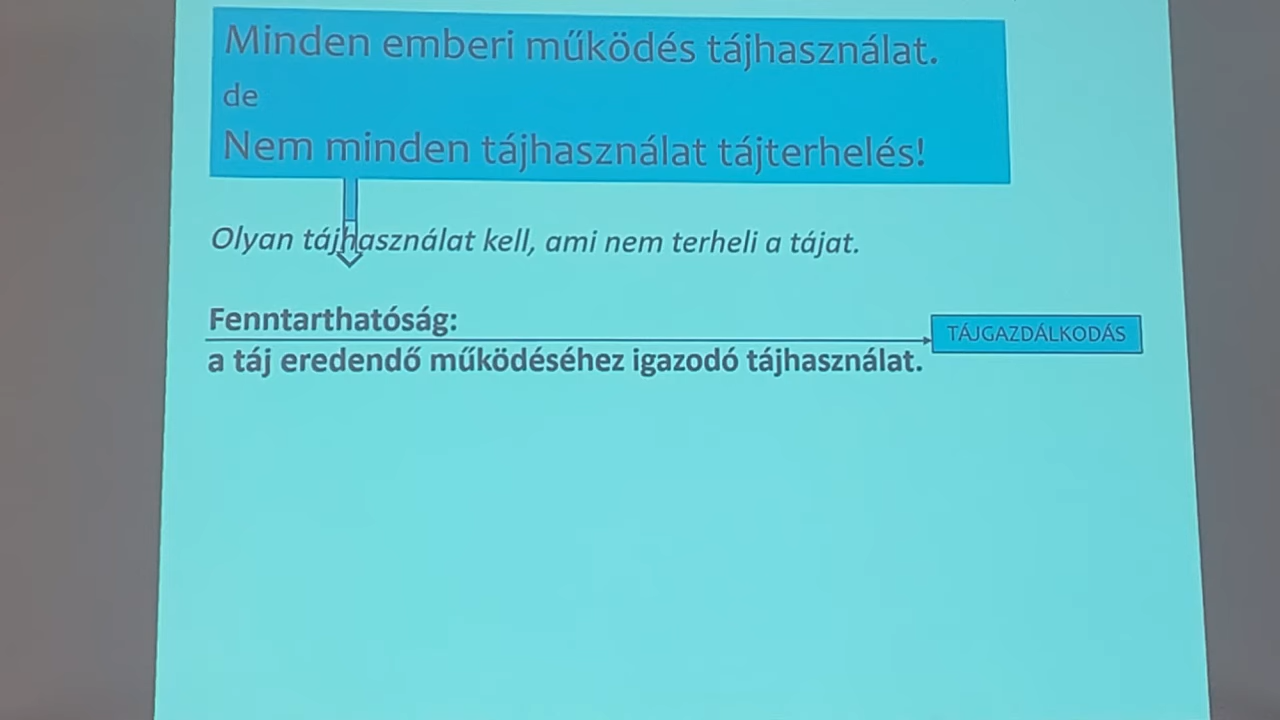 Minden emberi működés tájhasználat.
de
Nem minden tájhasználat tájterhelés!
Olyan tájhasználat kell, ami nem terheli a tájat.
Fenntarthatóság:
TÁJGAZDÁLKODÁS
a táj eredendő működéséhez igazodó tájhasználat.